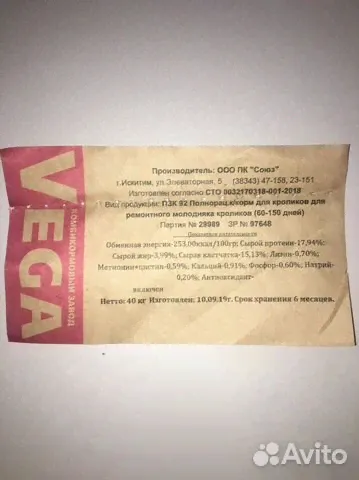 VEGA
КОМБИКОРМОВЫЙ ЗАВОД
Производитель: ООО ПК "Союз"
г.Искитим, ул.Элеваторная, 5 (38343) 47-158, 23-151
Изготовлен согласно СТО 0032170318-001-2018
Вид продукции: ПЗК 92 Полнорац.к/корм для кроликов для
ремонтного молодняка кроликов (60-150 дней)
Партия № 28989 ЗР № 97648
Обменная энергия-253,00ккал/100гр; Сырой протеин-17,94%;
Сырой жир-3,99%; Сырая клетчатка-15,13%; Лизин-0,70%;
Метионин+цистин-0,59%; Кальций-0,91%; Фосфор-0,60%; Натрий-
0,20%; Антиоксидант-
включен
Нетто: 40 кг Изготовлен: 10.09.19г. Срок хранения 6 месяцев.
Avito